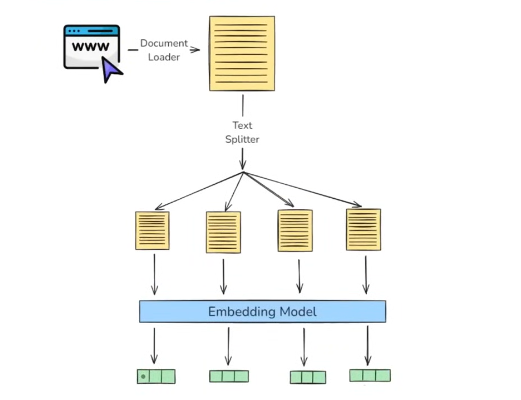 www
Document
Loader
Text
Splitter
Embedding Model